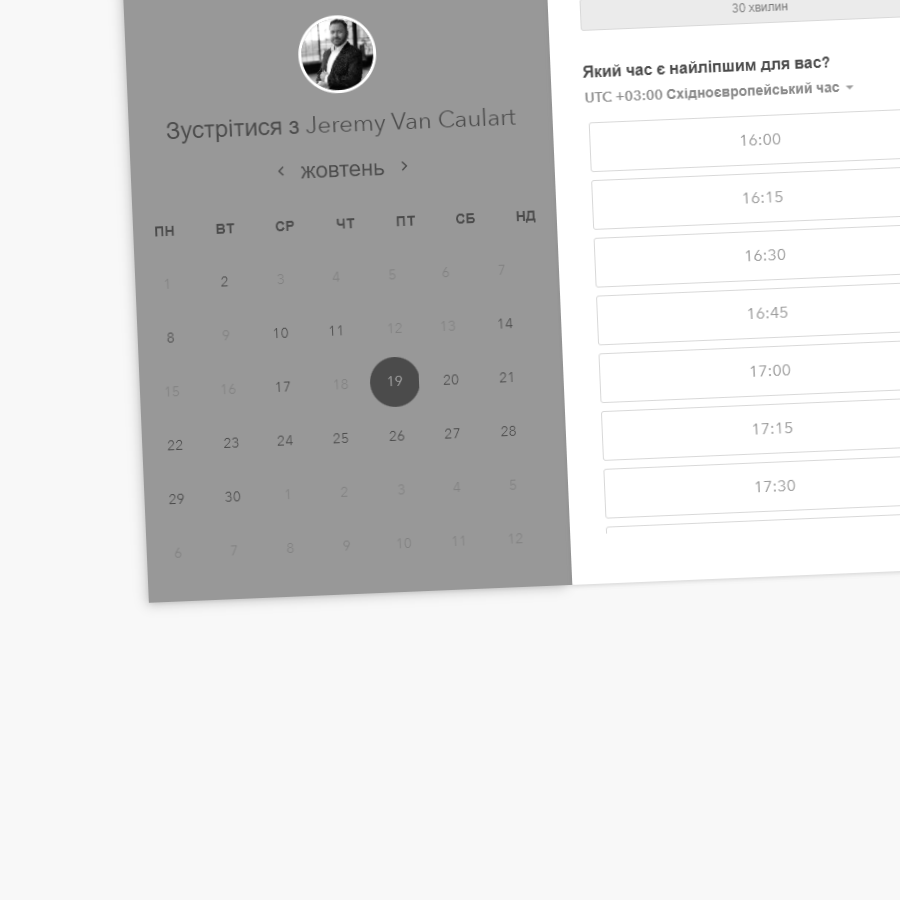 Зустрітися з Jeremy Van Caulart
‹ жовтень ›
ПН ВТ СР ЧТ ПТ СБ НД
1 2 3 4 5 6 7
8 9 10 11 12 13 14
15 16 17 18 19 20 21
22 23 24 25 26 27 28
29 30 1 2 3 4 5
6 7 8 9 10 11 12
30 хвилин
Який час є найліпшим для вас?
UTC +03:00 Східноєвропейський час
16:00
16:15
16:30
16:45
17:00
17:15
17:30